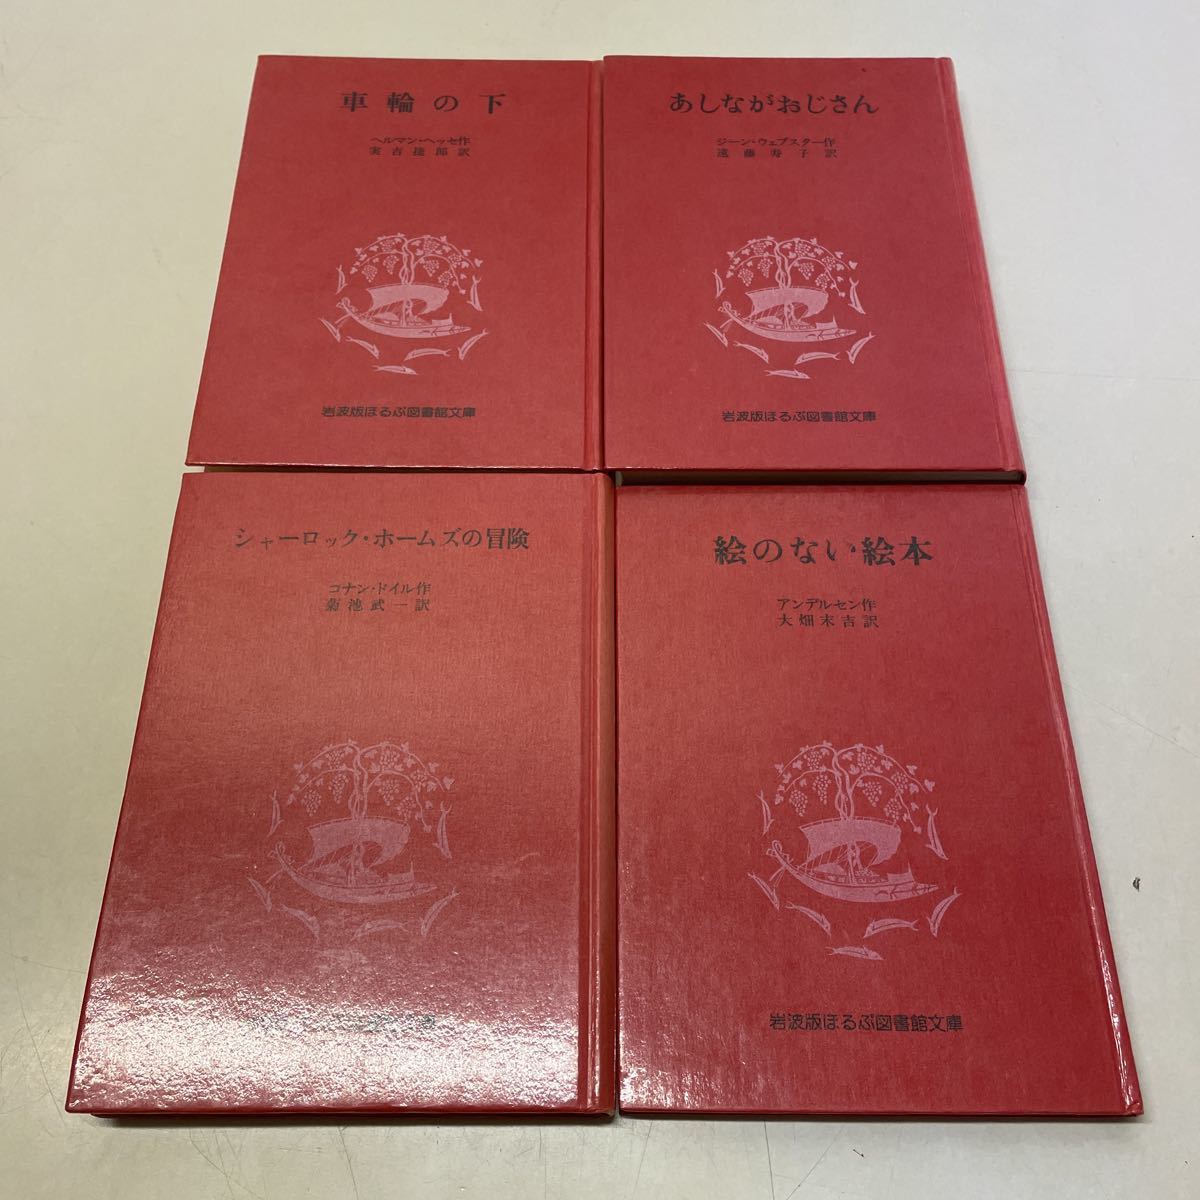 車輪の下
ヘルマン・ヘッセ作
実吉捷郎訳
岩波版ほるぷ図書館文庫
あしながおじさん
ジーン・ウェブスター作
遠藤寿子訳
岩波版ほるぷ図書館文庫
シャーロック・ホームズの冒険
コナン・ドイル作
菊池武一訳
絵のない絵本
アンデルセン作
大畑末吉訳
岩波版ほるぷ図書館文庫